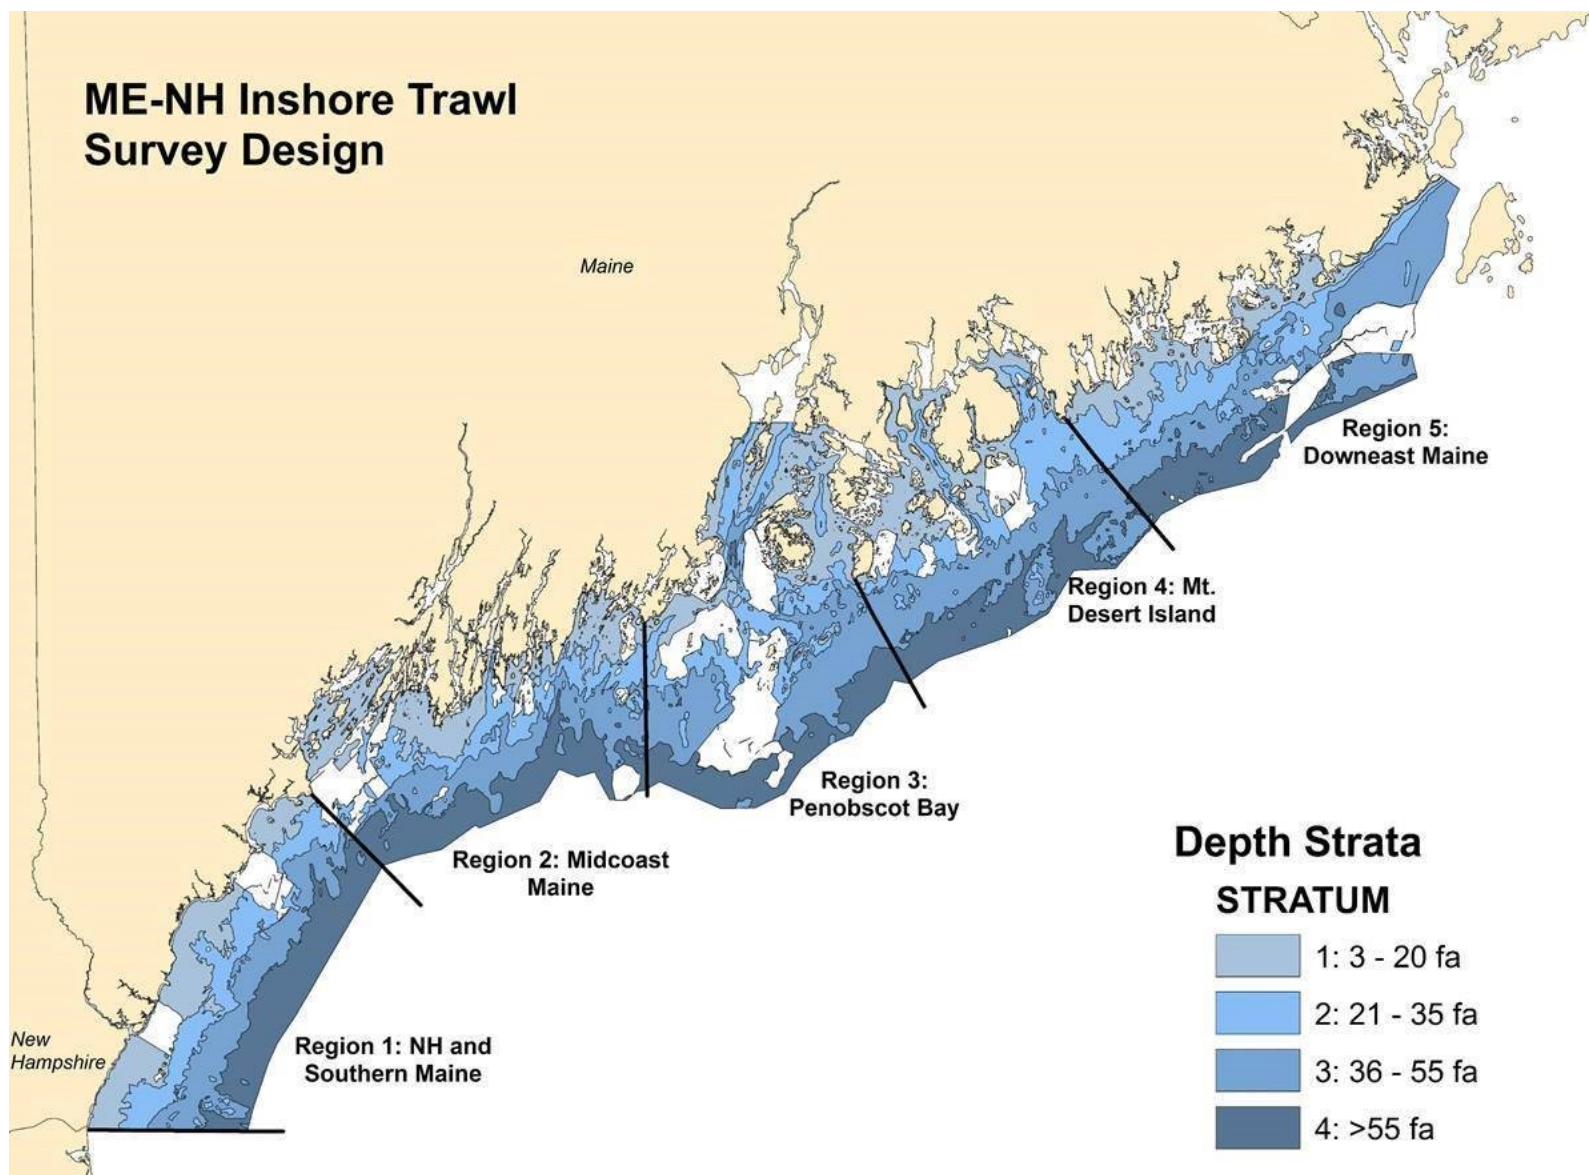 ME-NH Inshore Trawl
Survey Design
Maine
Region 5:
Downeast Maine
Region 4: Mt.
Desert Island
Region 3:
Penobscot Bay
Region 2: Midcoast
Maine
Region 1: NH and
Southern Maine
New
Hampshire
Depth Strata
STRATUM
1: 3 - 20 fa
2: 21 - 35 fa
3: 36 - 55 fa
4: >55 fa